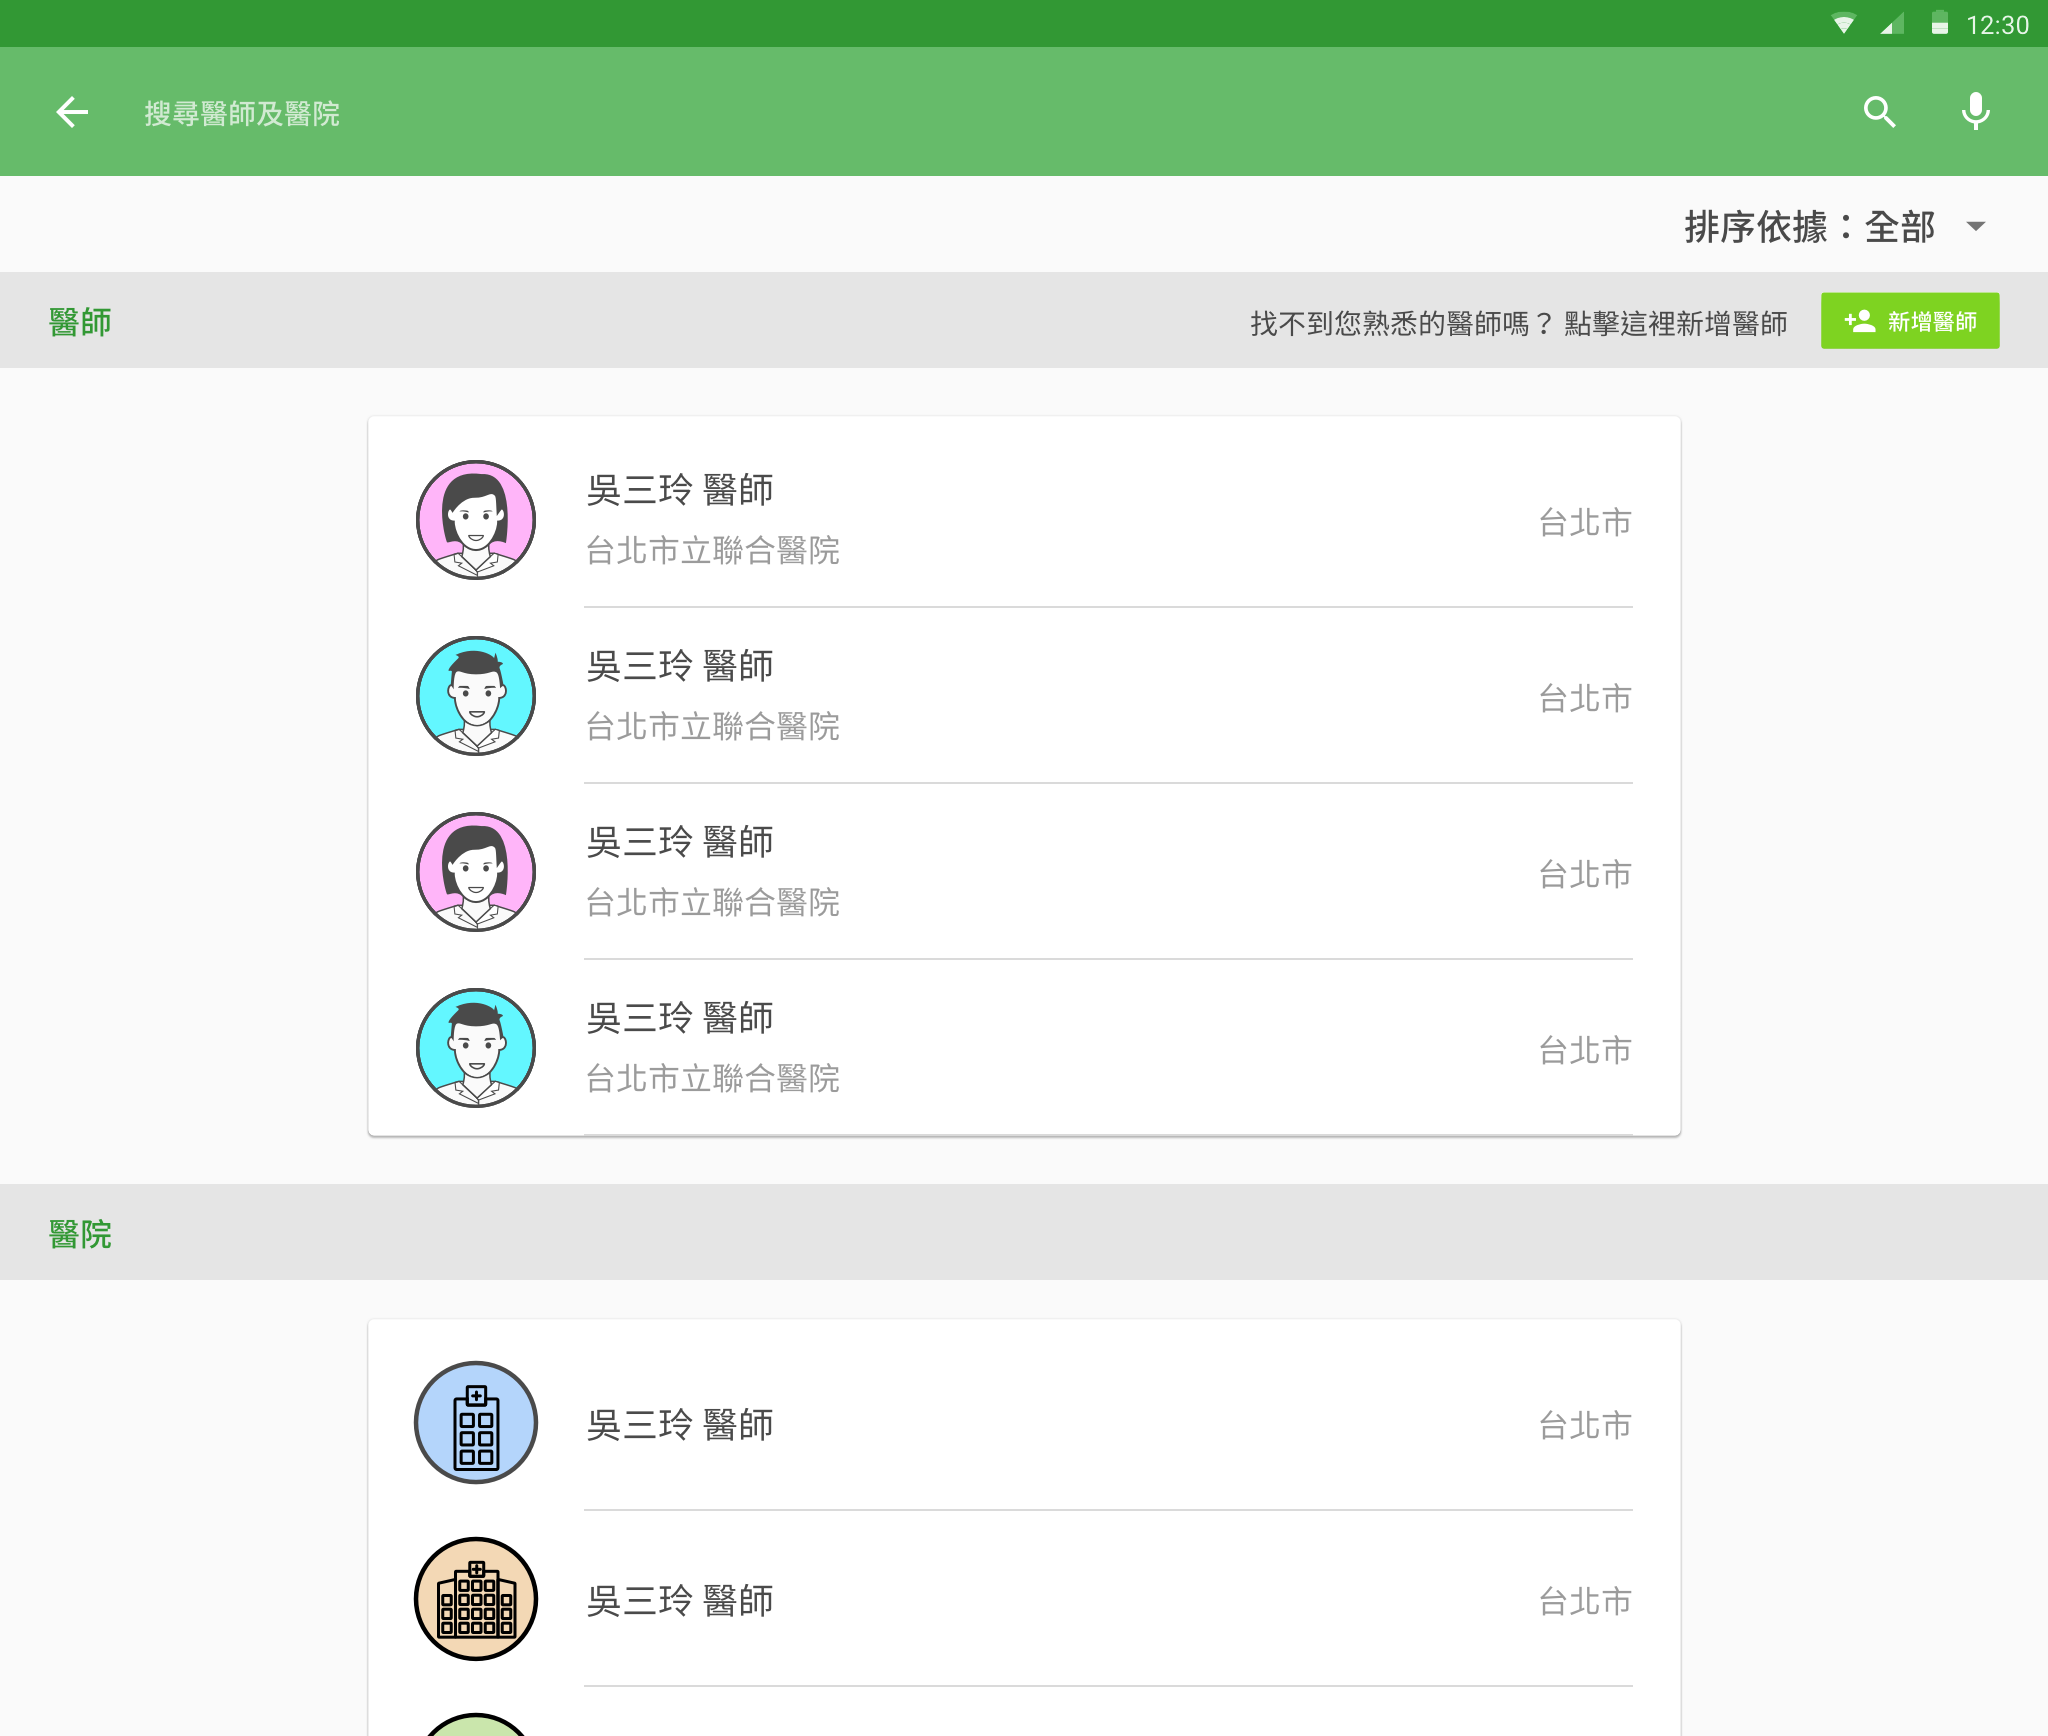 12:30
搜尋醫師及醫院
排序依據：全部
醫師
找不到您熟悉的醫師嗎？ 點擊這裡新增醫師
新增醫師
吳三玲 醫師
台北市立聯合醫院
台北市
吳三玲 醫師
台北市立聯合醫院
台北市
吳三玲 醫師
台北市立聯合醫院
台北市
吳三玲 醫師
台北市立聯合醫院
台北市
醫院
吳三玲 醫師
台北市
吳三玲 醫師
台北市